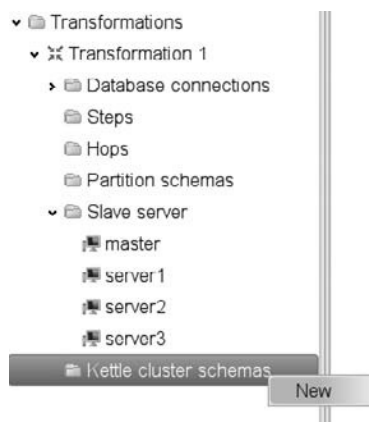 Transformations
Transformation 1
Database connections
Steps
Hops
Partition schemas
Slave server
master
server1
server2
server3
Kettle cluster schemas
New